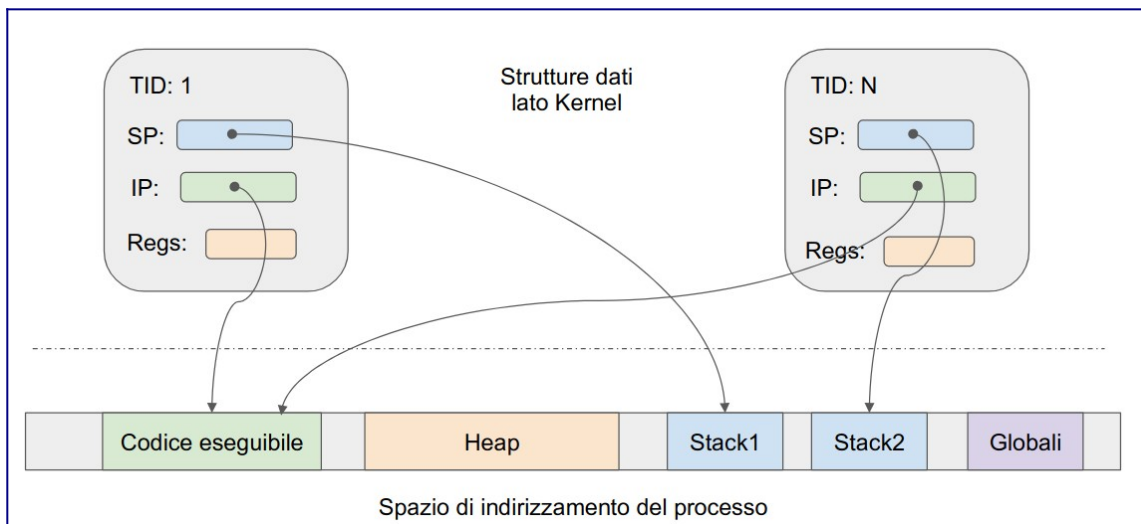 TID: 1
SP:
IP:
Regs:
Strutture dati
lato Kernel
TID: N
SP:
IP:
Regs:
Codice eseguibile
Heap
Stack1
Stack2
Globali
Spazio di indirizzamento del processo